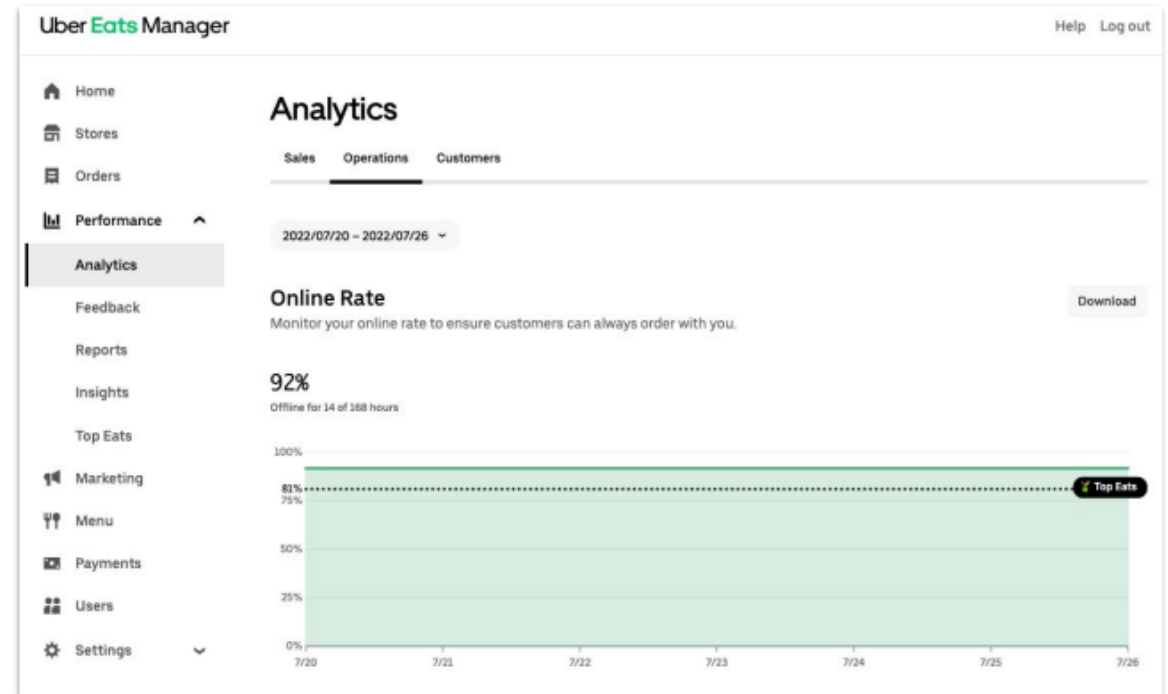 Uber Eats Manager
Help Log out
Home
Stores
Orders
Performance
Analytics
Feedback
Reports
Insights
Top Eats
Marketing
Menu
Payments
Users
Settings
Analytics
Sales Operations Customers
2022/07/20 – 2022/07/26
Online Rate
Download
Monitor your online rate to ensure customers can always order with you.
92%
Offline for 14 of 168 hours
100%
81%
Top Eats
75%
50%
25%
0%
7/20 7/21 7/22 7/23 7/24 7/25 7/26